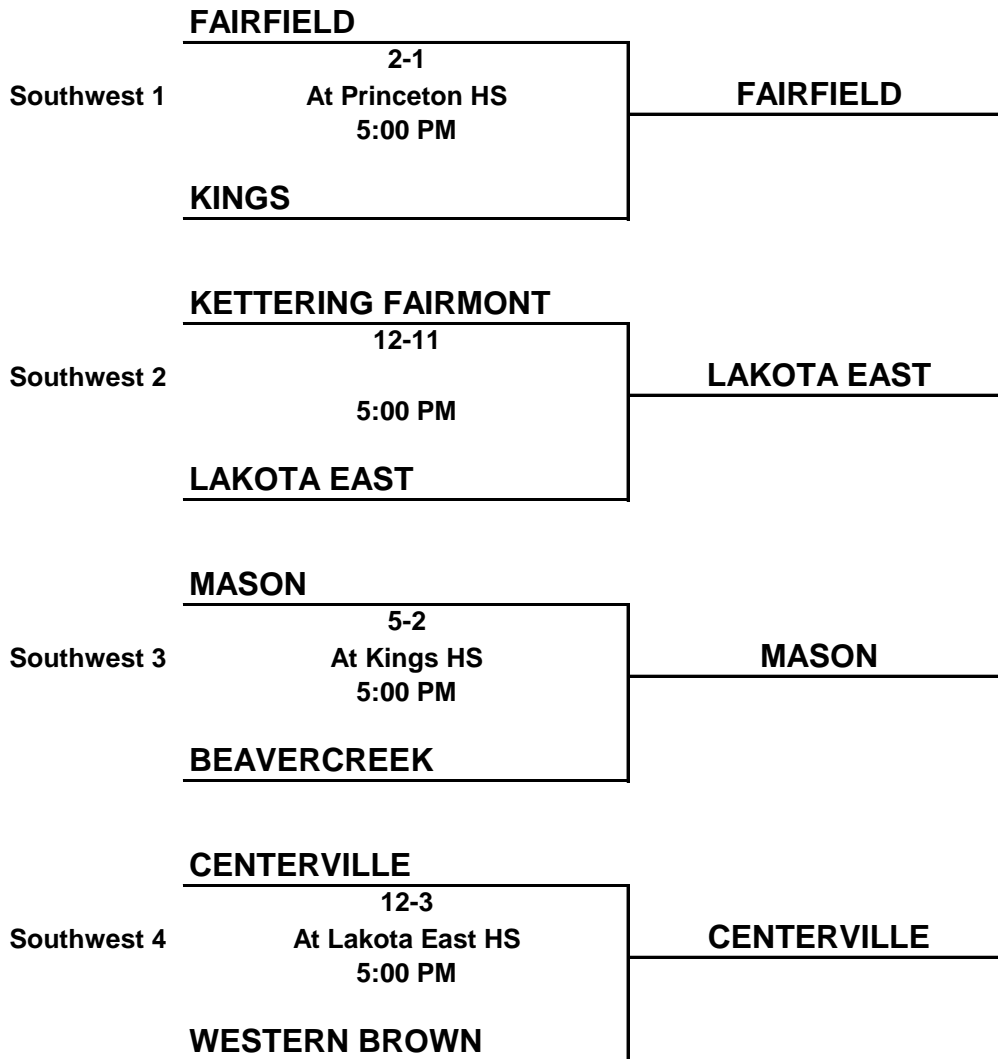 FAIRFIELD
2-1
Southwest 1 At Princeton HS FAIRFIELD
5:00 PM
KINGS
KETTERING FAIRMONT
12-11
Southwest 2 LAKOTA EAST
5:00 PM
LAKOTA EAST
MASON
5-2
Southwest 3 At Kings HS MASON
5:00 PM
BEAVERCREEK
CENTERVILLE
12-3
Southwest 4 At Lakota East HS CENTERVILLE
5:00 PM
WESTERN BROWN